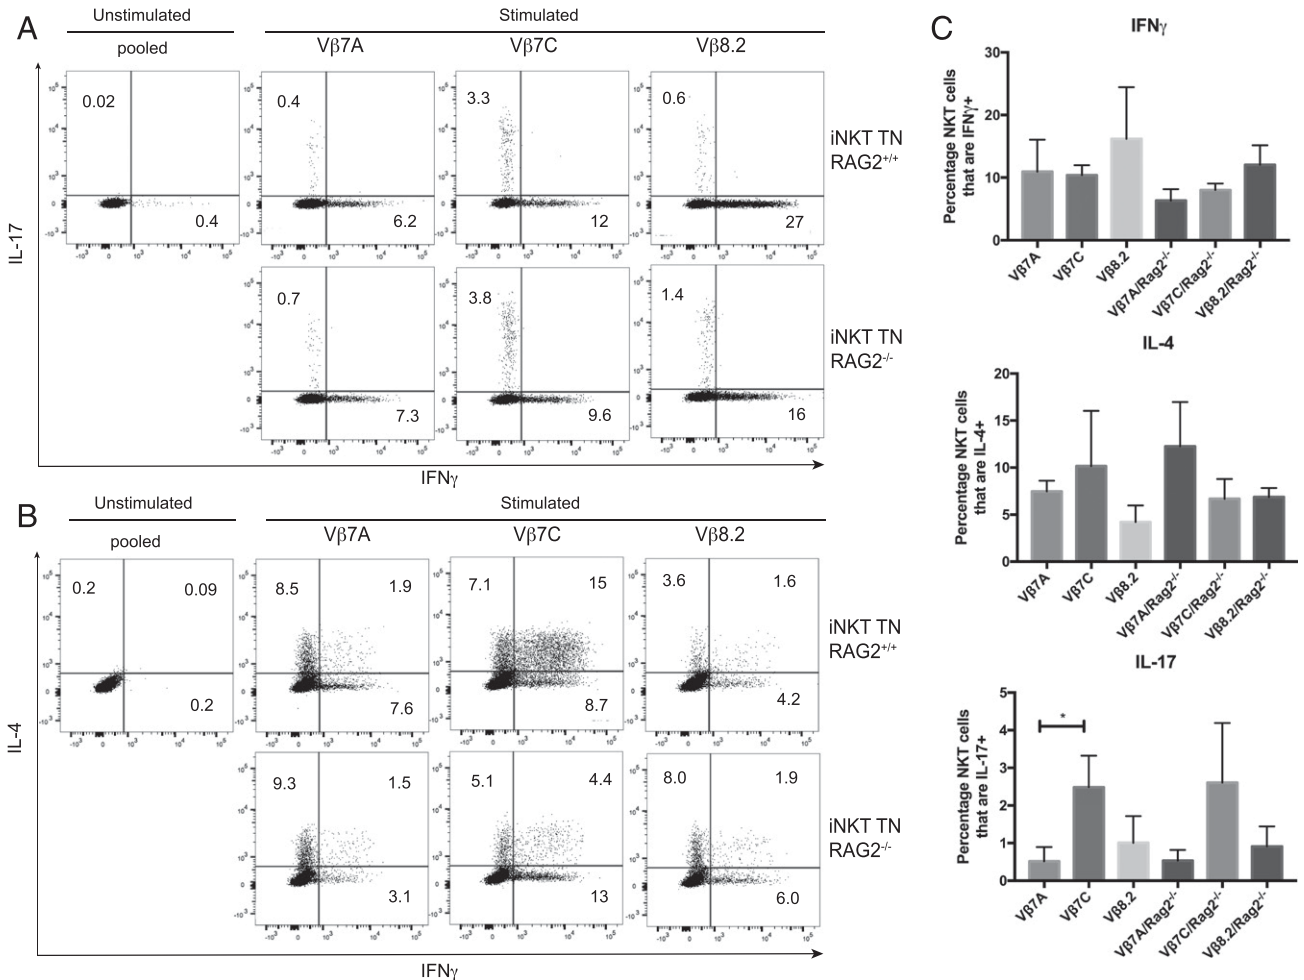 A
Unstimulated
Stimulated
pooled
Vβ7A
Vβ7C
Vβ8.2
0.02
0.4
0.4
6.2
3.3
12
0.6
27
iNKT TN
RAG2+/+
0.7
7.3
3.8
9.6
1.4
16
iNKT TN
RAG2-/-
IL-17
IFNγ
B
Unstimulated
Stimulated
pooled
Vβ7A
Vβ7C
Vβ8.2
0.2
0.09
0.2
8.5
1.9
7.6
7.1
15
8.7
3.6
1.6
4.2
iNKT TN
RAG2+/+
9.3
1.5
3.1
5.1
4.4
13
8.0
1.9
6.0
iNKT TN
RAG2-/-
IL-4
IFNγ
C
IFNγ
Percentage NKT cells
that are IFNγ+
30
20
10
0
Vβ7A
Vβ7C
Vβ8.2
Vβ7A/Rag2-/-
Vβ7C/Rag2-/-
Vβ8.2/Rag2-/-
IL-4
Percentage NKT cells
that are IL-4+
20
15
10
5
0
Vβ7A
Vβ7C
Vβ8.2
Vβ7A/Rag2-/-
Vβ7C/Rag2-/-
Vβ8.2/Rag2-/-
IL-17
Percentage NKT cells
that are IL-17+
5
4
3
2
1
0
*
Vβ7A
Vβ7C
Vβ8.2
Vβ7A/Rag2-/-
Vβ7C/Rag2-/-
Vβ8.2/Rag2-/-